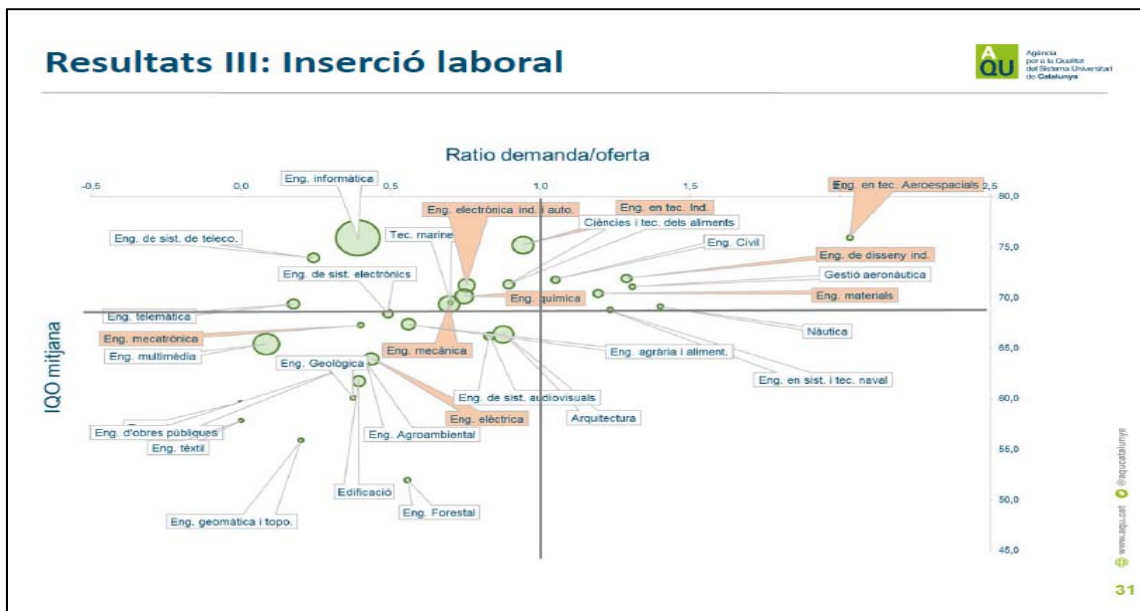 Resultats III: Inserció laboral
AQU
Agència
per a la Qualitat
del Sistema Universitari
de Catalunya
Ratio demanda/oferta
-0,5
0,0
0,5
1,0
1,5
2,5
Eng. informàtica
Eng. en tec. Aeroespacials
80,0
Eng. electrònica ind. i auto.
Eng. en tec. Ind.
Ciències i tec. dels aliments
Tec. marine
Eng. de sist. de teleco.
Eng. Civil
75,0
Eng. de disseny ind.
Eng. de sist. electrònics
Gestió aeronàutica
Eng. química
Eng. materials
70,0
Eng. telemàtica
Nàutica
Eng. mecatrònica
Eng. mecànica
Eng. agrària i aliment.
Eng. multimèdia
Eng. Geològica
65,0
Eng. en sist. i tec. naval
Eng. de sist. audiovisuals
60,0
Eng. elèctrica
Arquitectura
Eng. d'obres públiques
Eng. Agroambiental
Eng. tèxtil
55,0
Edificació
50,0
Eng. Forestal
Eng. geomàtica i topo.
45,0
IQO mitjana
www.aqu.cat @aqucatalunya
31